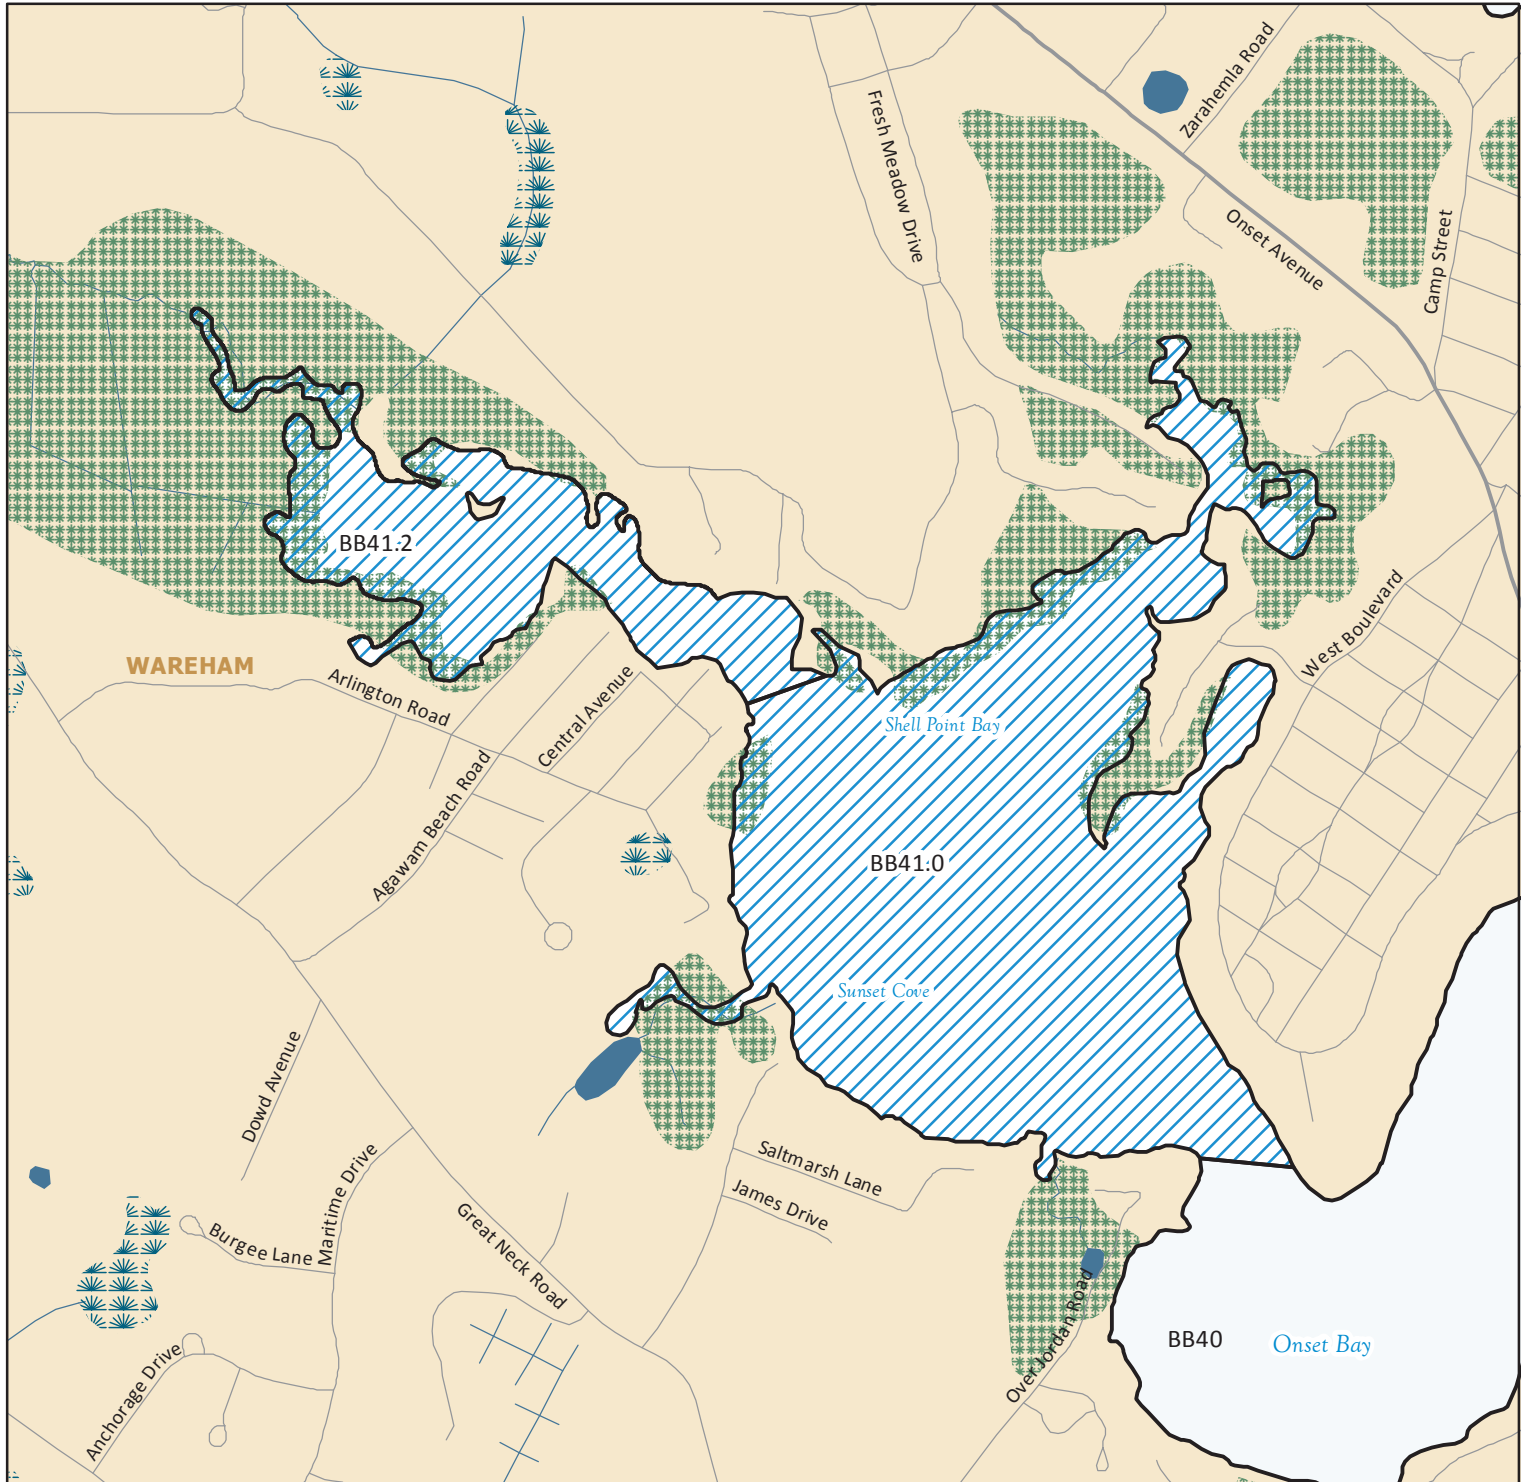 Zarahemla Road
Fresh Meadow Drive
Onset Avenue
Camp Street
BB41.2
West Boulevard
WAREHAM
Arlington Road
Central Avenue
Shell Point Bay
Agawam Beach Road
BB41.0
Sunset Cove
Dowd Avenue
Saltmarsh Lane
James Drive
Maritime Drive
Burgee Lane
Great Neck Road
Over Jordan Road
BB40
Onset Bay
Anchorage Drive